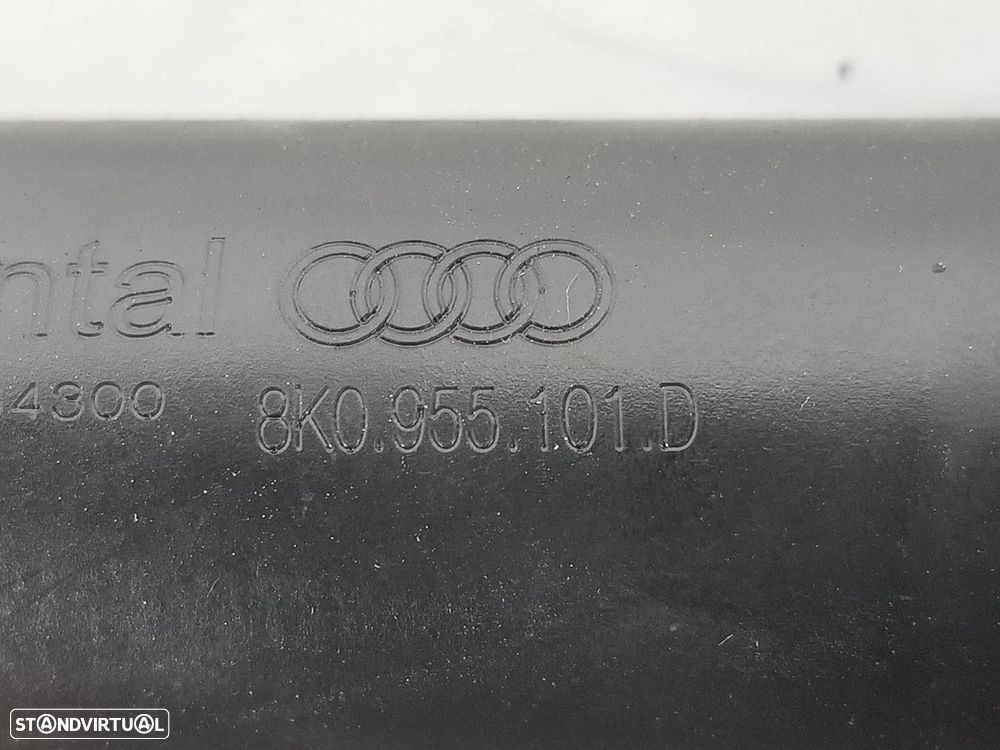 ntal
4300
8K0.955.101.D
STANDVIRTUAL